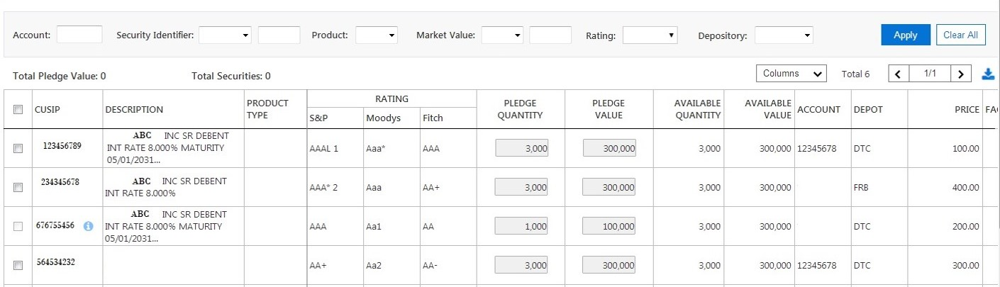 Account: Security Identifier: Product: Market Value: Rating: Depository: Apply Clear All
Total Pledge Value: 0 Total Securities: 0 Columns Total 6 1/1
CUSIP DESCRIPTION PRODUCT TYPE RATING S&P Moodys Fitch PLEDGE QUANTITY PLEDGE VALUE AVAILABLE QUANTITY AVAILABLE VALUE ACCOUNT DEPOT PRICE FA
123456789 ABC INC SR DEBENT
INT RATE 8.000% MATURITY AAAL 1 Aaa* AAA 3,000 300,000 3,000 300,000 12345678 DTC 100.00
05/01/2031...
234345678 ABC INC SR DEBENT
INT RATE 8.000% AAA* 2 Aaa AA+ 3,000 300,000 3,000 300,000 FRB 400.00
ABC INC SR DEBENT
676755456 INT RATE 8.000% MATURITY AAA Aa1 AA 1,000 100,000 3,000 300,000 DTC 200.00
05/01/2031...
564534232 AA+ Aa2 AA- 3,000 300,000 3,000 300,000 12345678 DTC 300.00